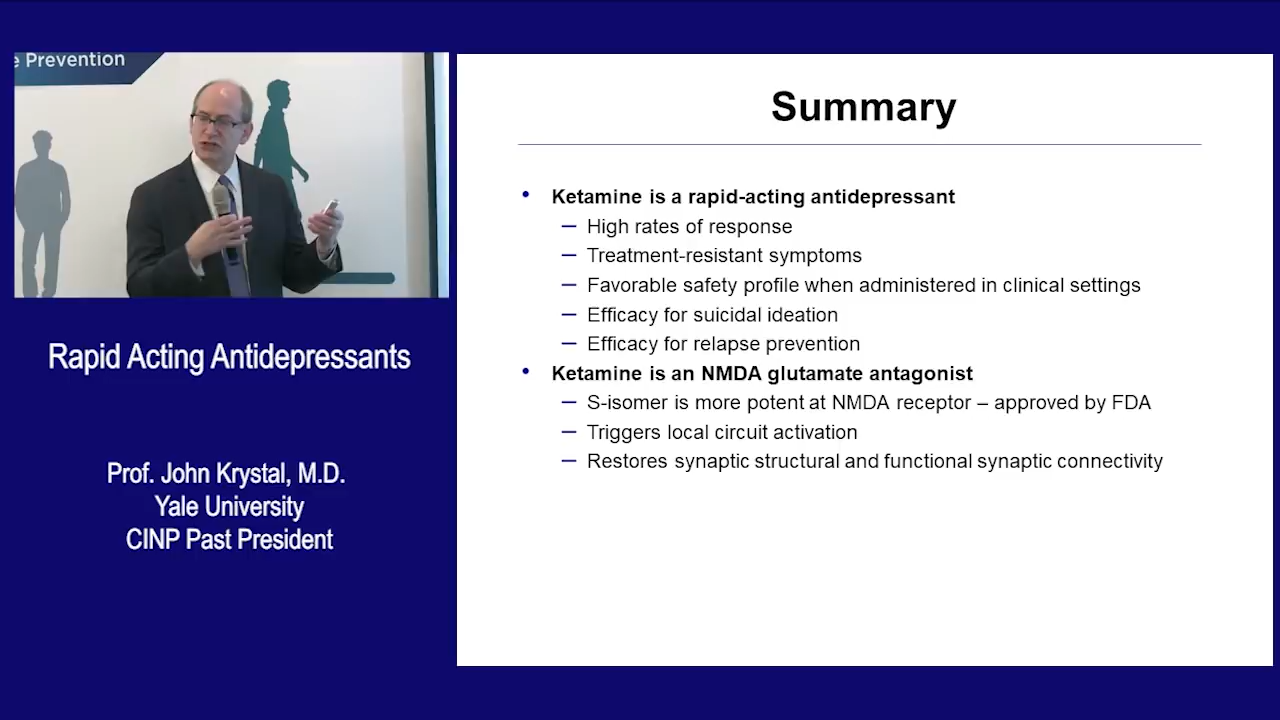 e Prevention
Rapid Acting Antidepressants
Prof. John Krystal, M.D.
Yale University
CINP Past President
Summary
• Ketamine is a rapid-acting antidepressant
– High rates of response
– Treatment-resistant symptoms
– Favorable safety profile when administered in clinical settings
– Efficacy for suicidal ideation
– Efficacy for relapse prevention
• Ketamine is an NMDA glutamate antagonist
– S-isomer is more potent at NMDA receptor – approved by FDA
– Triggers local circuit activation
– Restores synaptic structural and functional synaptic connectivity